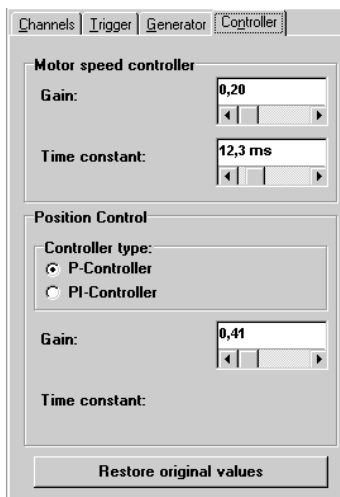 Channels Trigger Generator Controller
Motor speed controller
Gain: 0,20
Time constant: 12,3 ms
Position Control
Controller type:
P-Controller
PI-Controller
Gain: 0,41
Time constant:
Restore original values